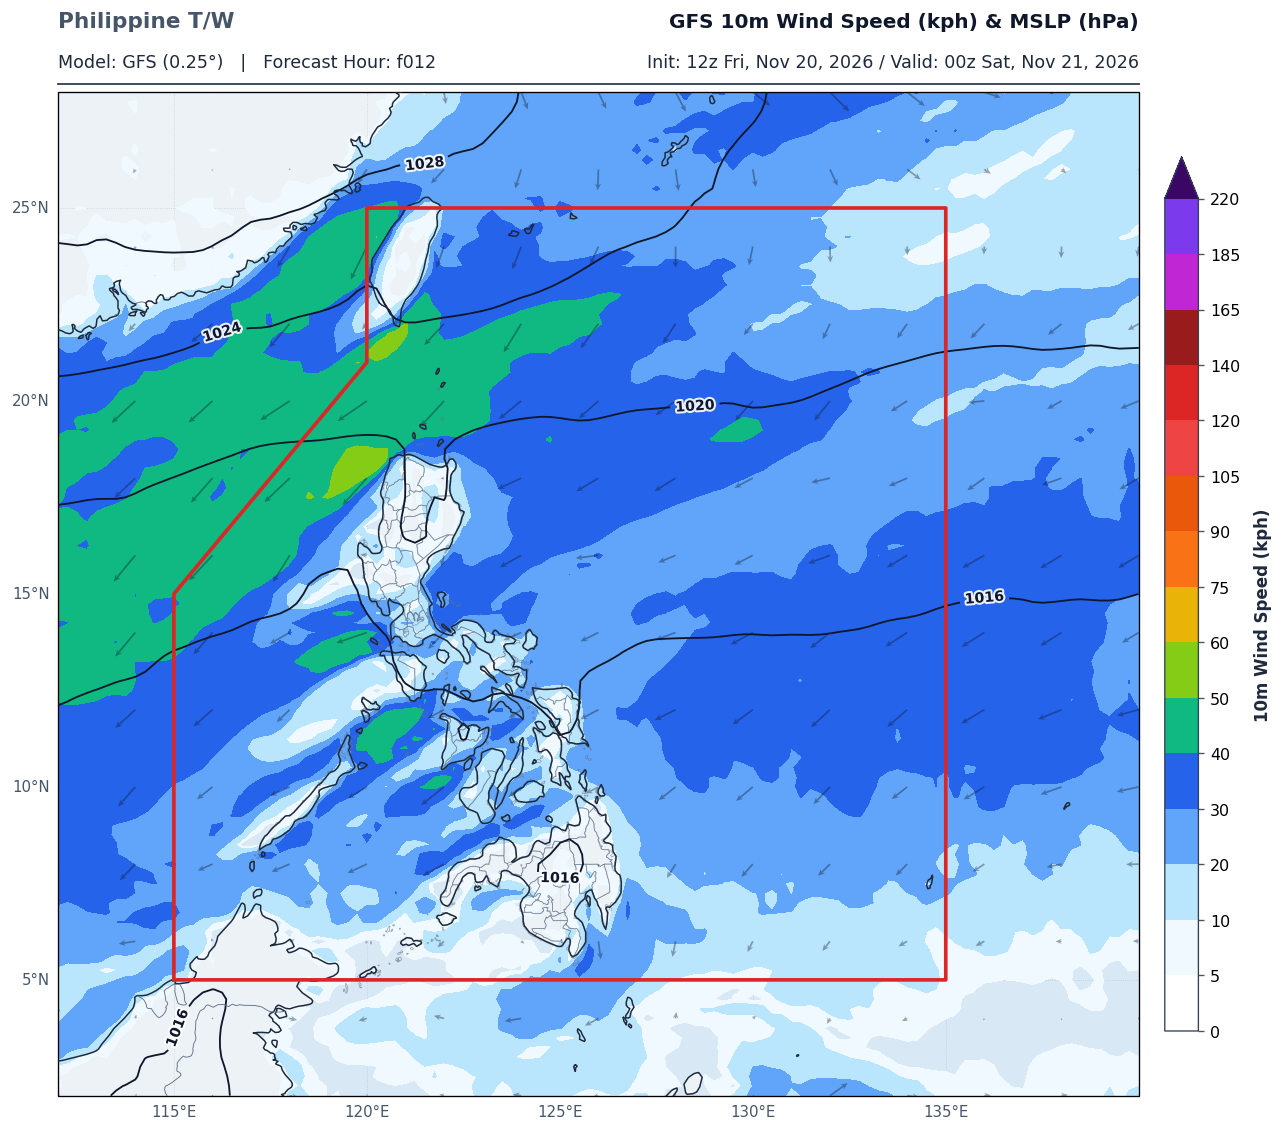 Philippine T/W
GFS 10m Wind Speed (kph) & MSLP (hPa)
Model: GFS (0.25°) | Forecast Hour: f012
Init: 12z Fri, Nov 20, 2026 / Valid: 00z Sat, Nov 21, 2026
1028
1024
1020
1016
1016
1016
25°N
20°N
15°N
10°N
5°N
115°E
120°E
125°E
130°E
135°E
220
185
165
140
120
105
90
75
60
50
40
30
20
10
5
0
10m Wind Speed (kph)